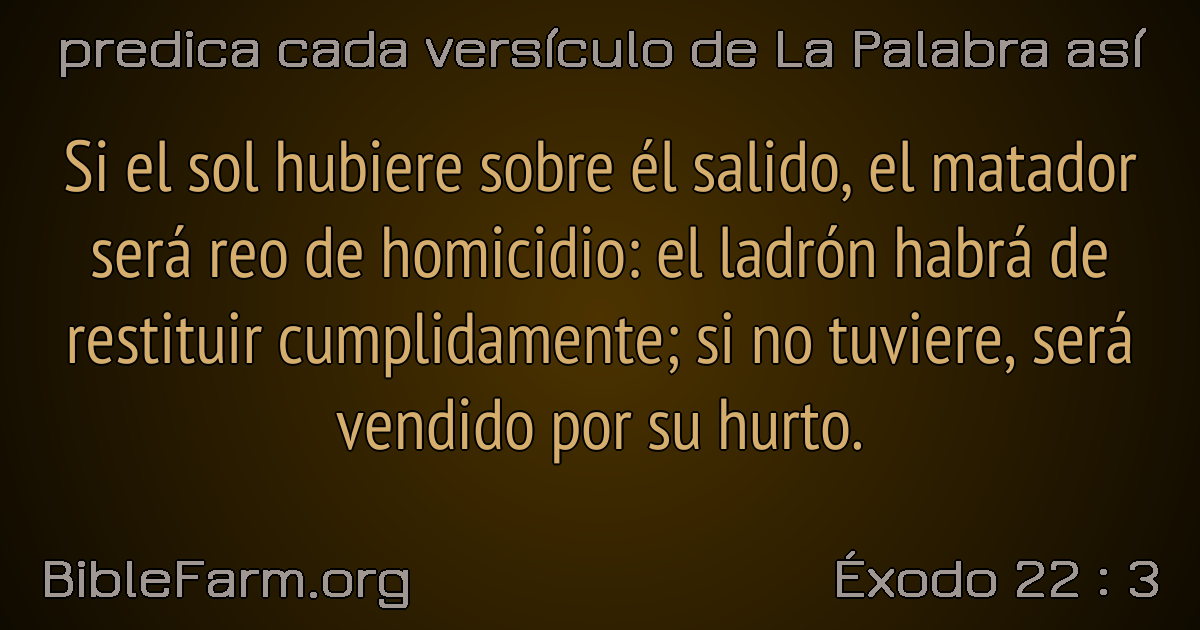 predica cada versículo de La Palabra así
Si el sol hubiere sobre él salido, el matador
será reo de homicidio: el ladrón habrá de
restituir cumplidamente; si no tuviere, será
vendido por su hurto.
BibleFarm.org
Éxodo 22 : 3